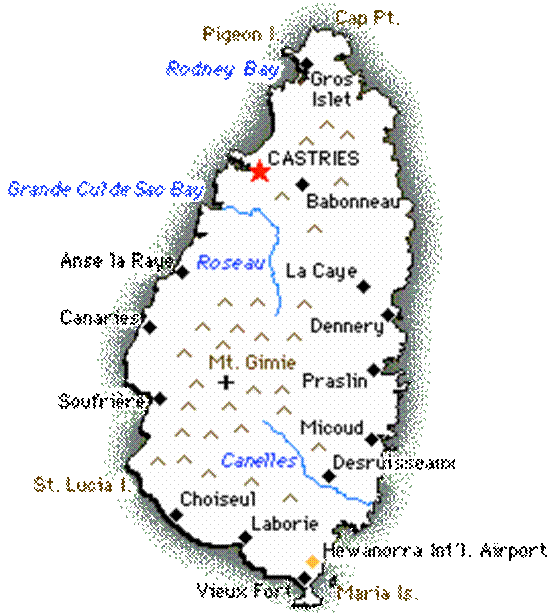 Cap Pt.
Pigeon I.
Rodney Bay
Gros
Islet
CASTRIES
Grande Cul de Sac Bay
Babonneau
Anse la Raye
Roseau
La Caye
Canaries
Dennery
Mt. Gimie
Praslin
Soufrière
Micoud
Canelles
Desruisseaux
St. Lucia I.
Choiseul
Laborie
Hewanorra Int'l. Airport
Vieux Fort
Maria Is.